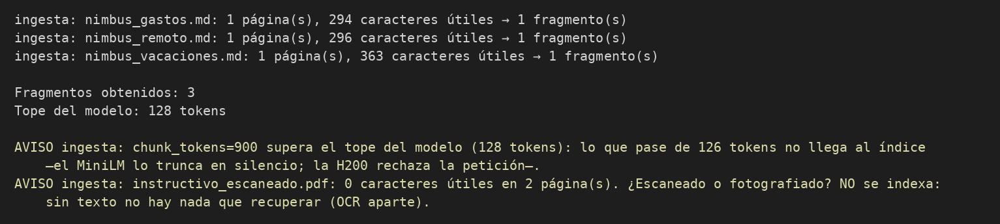 ingesta: nimbus_gastos.md: 1 página(s), 294 caracteres útiles → 1 fragmento(s)
ingesta: nimbus_remoto.md: 1 página(s), 296 caracteres útiles → 1 fragmento(s)
ingesta: nimbus_vacaciones.md: 1 página(s), 363 caracteres útiles → 1 fragmento(s)
Fragmentos obtenidos: 3
Tope del modelo: 128 tokens
AVISO ingesta: chunk_tokens=900 supera el tope del modelo (128 tokens): lo que pase de 126 tokens no llega al índice
—el MiniLM lo trunca en silencio; la H200 rechaza la petición—.
AVISO ingesta: instructivo_escaneado.pdf: 0 caracteres útiles en 2 página(s). ¿Escaneado o fotografiado? NO se indexa:
sin texto no hay nada que recuperar (OCR aparte).